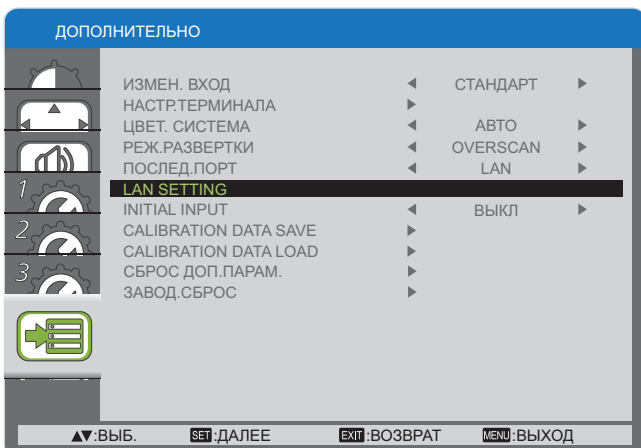 ДОПОЛНИТЕЛЬНО
ИЗМЕН. ВХОД ◀ СТАНДАРТ ▶
НАСТР.ТЕРМИНАЛА ▶
ЦВЕТ. СИСТЕМА ◀ АВТО ▶
РЕЖ.РАЗВЕРТКИ ◀ OVERSCAN ▶
ПОСЛЕД.ПОРТ ◀ LAN ▶
LAN SETTING
INITIAL INPUT ◀ ВЫКЛ ▶
CALIBRATION DATA SAVE ▶
CALIBRATION DATA LOAD ▶
СБРОС ДОП.ПАРАМ. ▶
ЗАВОД.СБРОС ▶
1
2
3
▲▼:ВЫБ. SET:ДАЛЕЕ EXIT:ВОЗВРАТ MENU:ВЫХОД